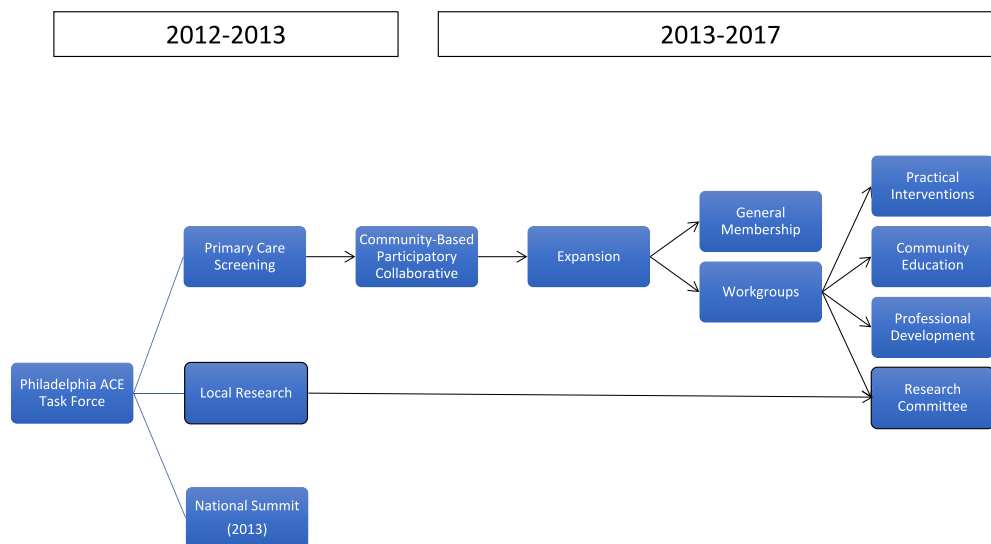 2012-2013
2013-2017
Practical
Interventions
General
Membership
Primary Care
Screening
Community-Based
Participatory
Collaborative
Expansion
Community
Education
Workgroups
Professional
Development
Philadelphia ACE
Task Force
Local Research
Research
Committee
National Summit
(2013)